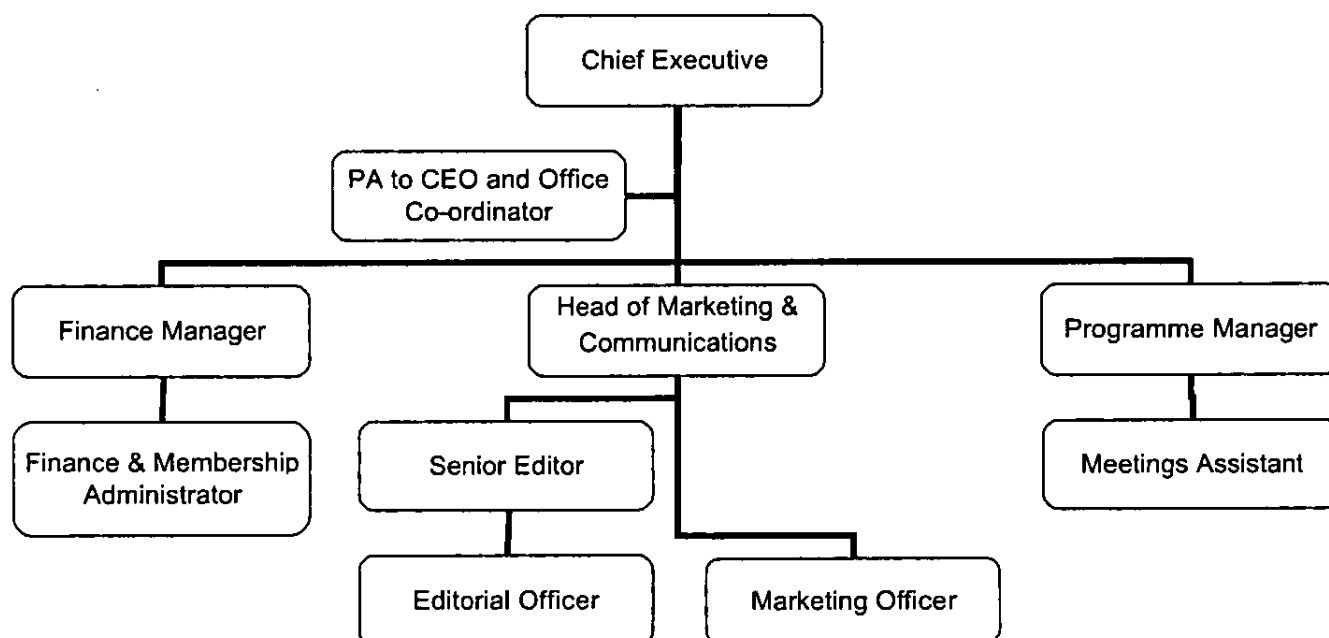 Chief Executive
PA to CEO and Office
Co-ordinator
Finance Manager
Head of Marketing &
Communications
Programme Manager
Finance & Membership
Administrator
Senior Editor
Meetings Assistant
Editorial Officer
Marketing Officer